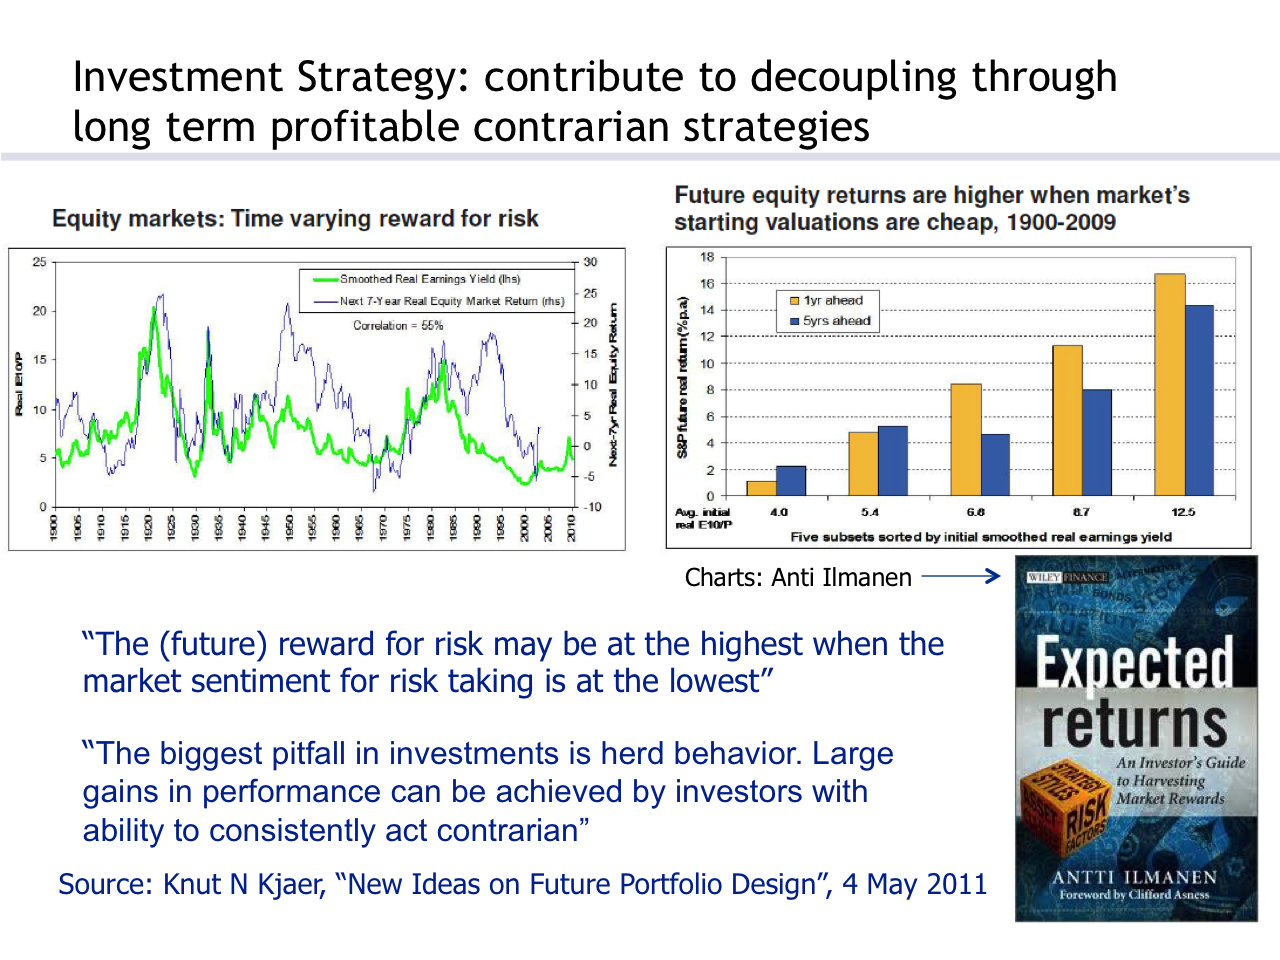 Investment Strategy: contribute to decoupling through
long term profitable contrarian strategies
Equity markets: Time varying reward for risk
25
20
15
10
5
0
Real E10/P
Smoothed Real Earnings Yield (lhs)
Next 7-Year Real Equity Market Return (rhs)
Correlation = 55%
30
25
20
15
10
5
0
-5
-10
Next-7yr Real Equity Return
1900
1905
1910
1915
1920
1925
1930
1935
1940
1945
1950
1955
1960
1965
1970
1975
1980
1985
1990
1995
2000
2005
2010
Future equity returns are higher when market's
starting valuations are cheap, 1900-2009
18
16
14
12
10
8
6
4
2
0
S&P future real return (% p.a)
1yr ahead
5yrs ahead
Avg. initial
real E10/P
4.0 5.4 6.8 8.7 12.5
Five subsets sorted by initial smoothed real earnings yield
Charts: Anti Ilmanen
“The (future) reward for risk may be at the highest when the
market sentiment for risk taking is at the lowest”
“The biggest pitfall in investments is herd behavior. Large
gains in performance can be achieved by investors with
ability to consistently act contrarian”
Source: Knut N Kjaer, “New Ideas on Future Portfolio Design”, 4 May 2011
WILEY FINANCE
BONDS
Expected
returns
An Investor's Guide
to Harvesting
Market Rewards
STRATEGY
STYLES
ASSET
RISK
FACTORS
ANTTI ILMANEN
Foreword by Clifford Asness